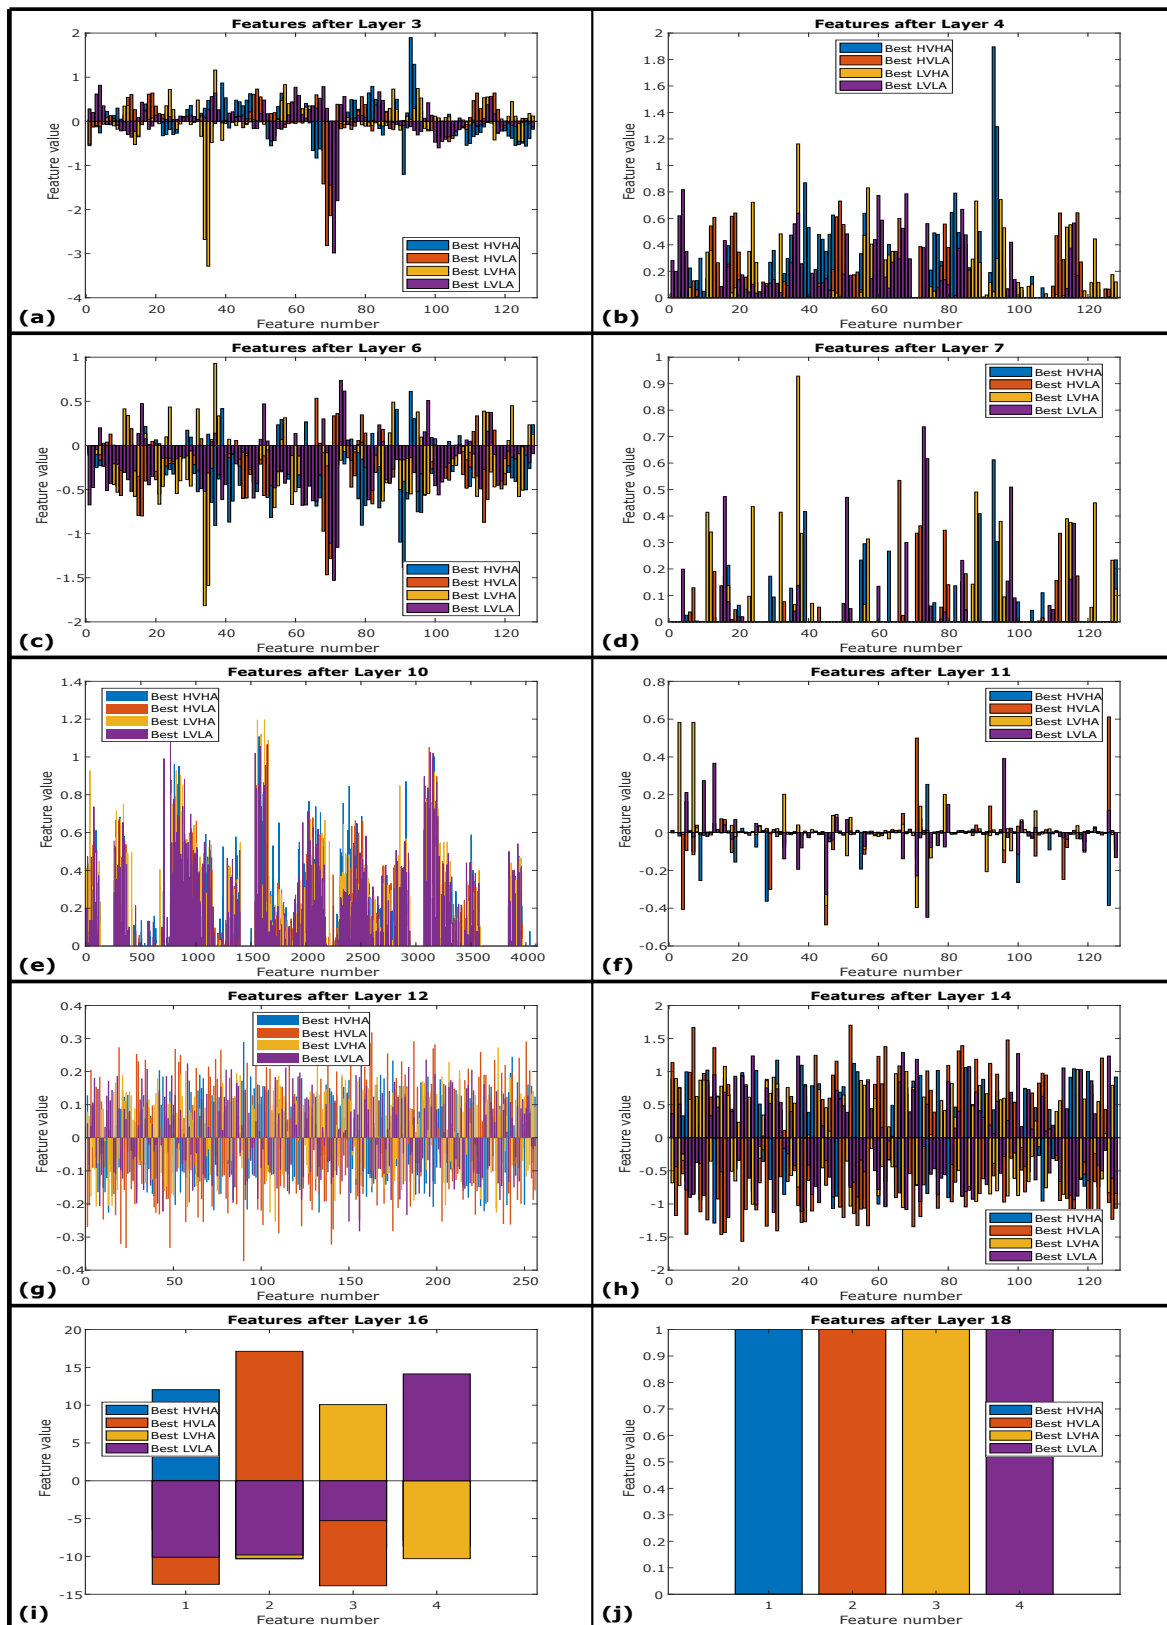 Features after Layer 3
2
1
0
-1
-2
-3
-4
Feature value
Best HVHA
Best HVLA
Best LVHA
Best LVLA
0 20 40 60 80 100 120
Feature number
(a)
Features after Layer 4
2
1.8
1.6
1.4
1.2
1
0.8
0.6
0.4
0.2
0
Feature value
Best HVHA
Best HVLA
Best LVHA
Best LVLA
0 20 40 60 80 100 120
Feature number
(b)
Features after Layer 6
1
0.5
0
-0.5
-1
-1.5
-2
Feature value
Best HVHA
Best HVLA
Best LVHA
Best LVLA
0 20 40 60 80 100 120
Feature number
(c)
Features after Layer 7
1
0.9
0.8
0.7
0.6
0.5
0.4
0.3
0.2
0.1
0
Feature value
Best HVHA
Best HVLA
Best LVHA
Best LVLA
0 20 40 60 80 100 120
Feature number
(d)
Features after Layer 10
1.4
1.2
1
0.8
0.6
0.4
0.2
0
Feature value
Best HVHA
Best HVLA
Best LVHA
Best LVLA
500 1000 1500 2000 2500 3000 3500 4000
Feature number
(e)
Features after Layer 11
0.8
0.6
0.4
0.2
0
-0.2
-0.4
-0.6
Feature value
Best HVHA
Best HVLA
Best LVHA
Best LVLA
0 20 40 60 80 100 120
Feature number
(f)
Features after Layer 12
0.4
0.3
0.2
0.1
0
-0.1
-0.2
-0.3
-0.4
Feature value
Best HVHA
Best HVLA
Best LVHA
Best LVLA
0 50 100 150 200 250
Feature number
(g)
Features after Layer 14
2
1.5
1
0.5
0
-0.5
-1
-1.5
-2
Feature value
Best HVHA
Best HVLA
Best LVHA
Best LVLA
0 20 40 60 80 100 120
Feature number
(h)
Features after Layer 16
20
15
10
5
0
-5
-10
-15
Feature value
Best HVHA
Best HVLA
Best LVHA
Best LVLA
1 2 3 4
Feature number
(i)
Features after Layer 18
1
0.9
0.8
0.7
0.6
0.5
0.4
0.3
0.2
0.1
0
Feature value
Best HVHA
Best HVLA
Best LVHA
Best LVLA
1 2 3 4
Feature number
(j)